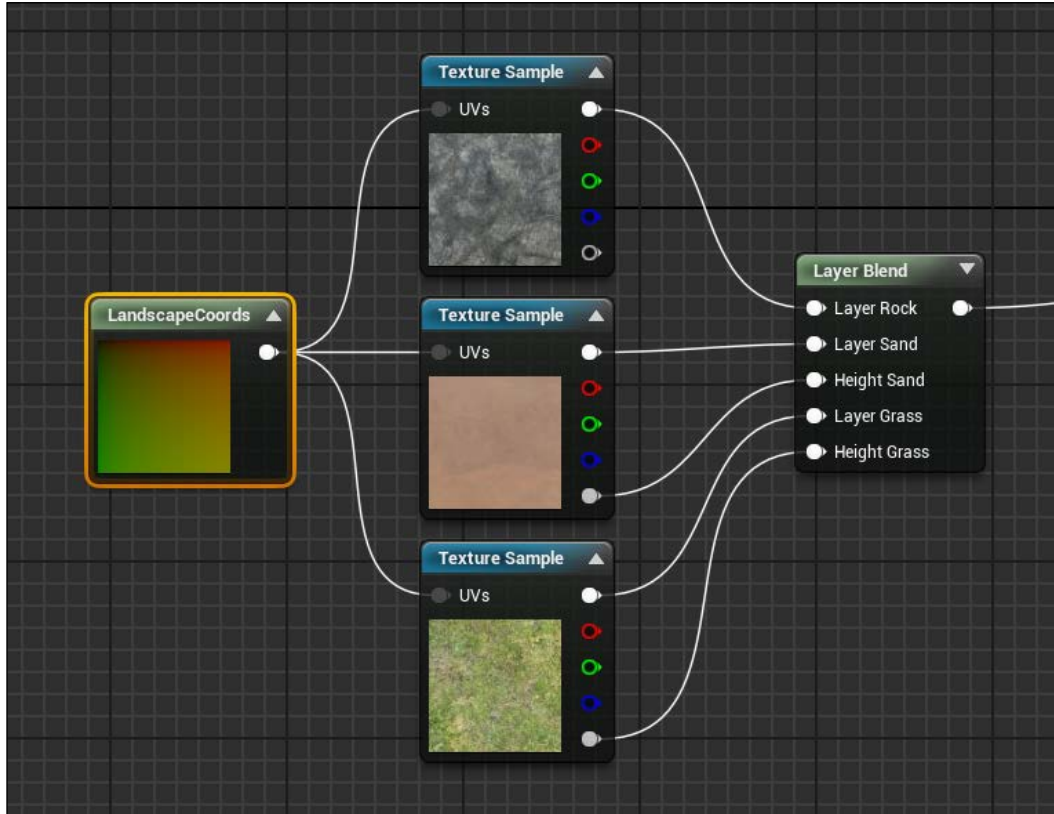 Texture Sample
UVs
LandscapeCoords
Texture Sample
UVs
Texture Sample
UVs
Layer Blend
Layer Rock
Layer Sand
Height Sand
Layer Grass
Height Grass